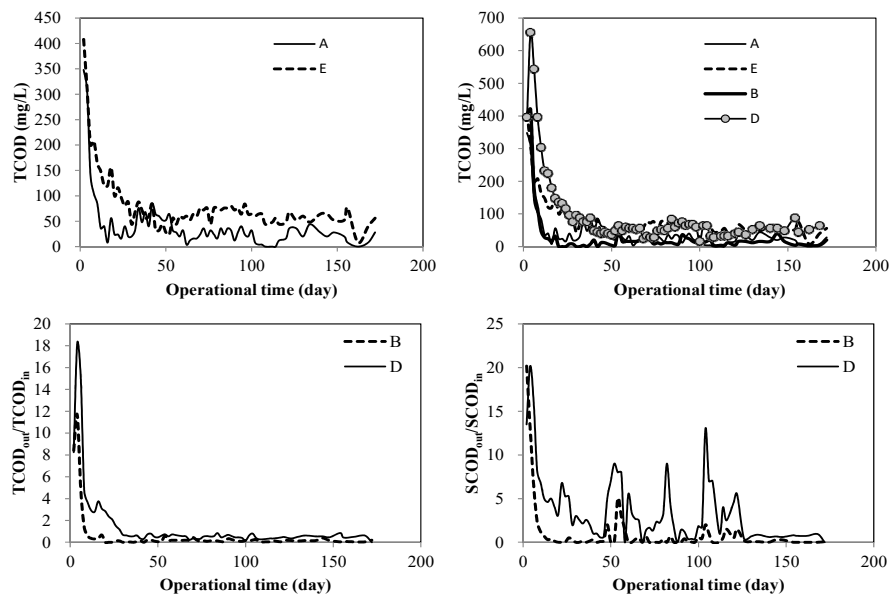 450
400
350
300
250
200
150
100
50
0
TCOD (mg/L)
A
E
0 50 100 150 200
Operational time (day)
700
600
500
400
300
200
100
0
TCOD (mg/L)
A
E
B
D
0 50 100 150 200
Operational time (day)
20
18
16
14
12
10
8
6
4
2
0
TCODout/TCODin
B
D
0 50 100 150 200
Operational time (day)
25
20
15
10
5
0
SCODout/SCODin
B
D
0 50 100 150 200
Operational time (day)